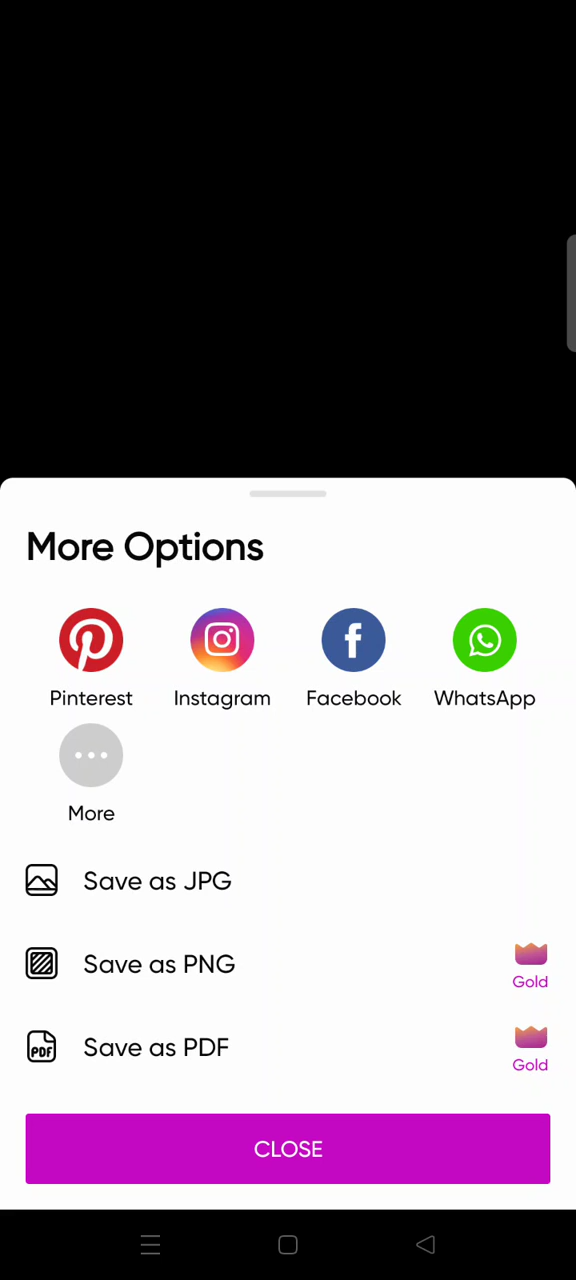 More Options
Pinterest
Instagram
Facebook
WhatsApp
More
Save as JPG
Save as PNG
Gold
PDF
Save as PDF
Gold
CLOSE